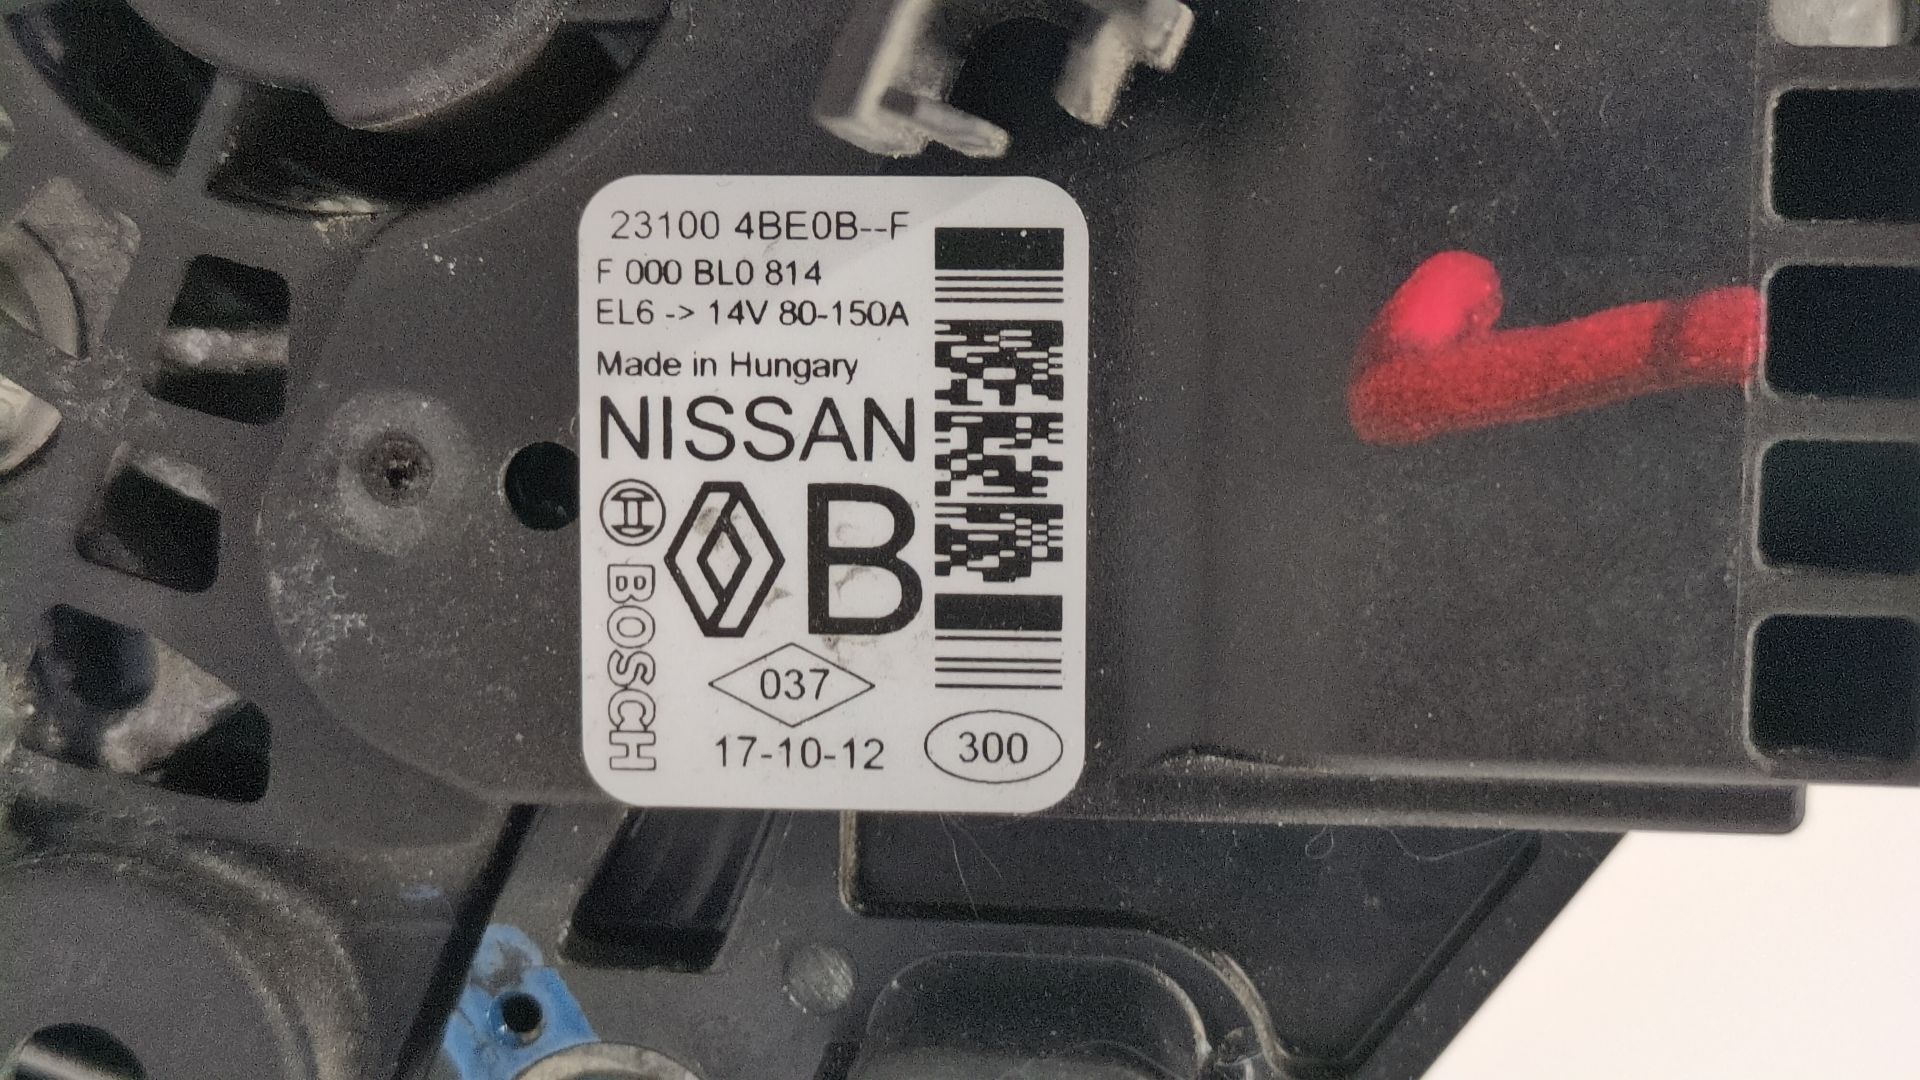 23100 4BE0B--F
F 000 BL0 814
EL6 -> 14V 80-150A
Made in Hungary
NISSAN
BOSCH
B
037
17-10-12
300